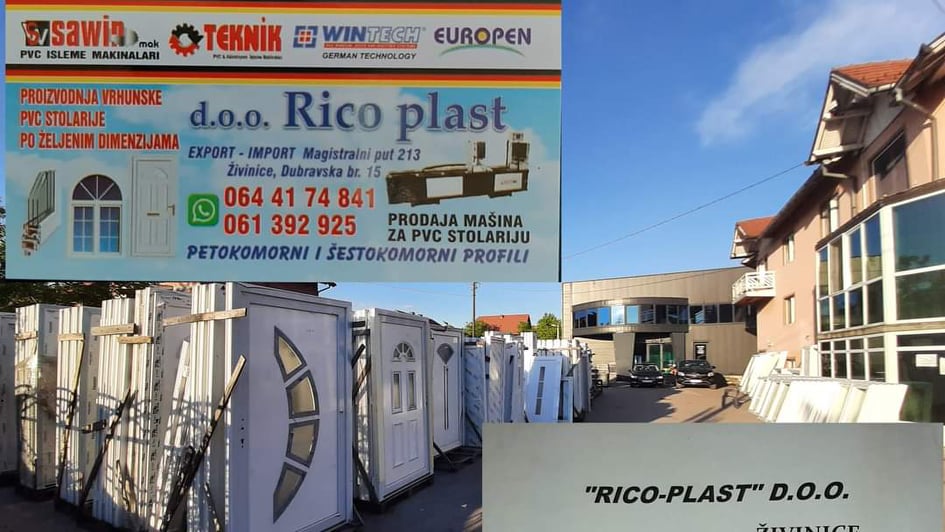 Sawin mak
PVC ISLEME MAKINALARI
TEKNİK
WINTECH
GERMAN TECHNOLOGY
EUROPEN
PROIZVODNJA VRHUNSKE
PVC STOLARIJE
PO ŽELJENIM DIMENZIJAMA
d.o.o. Rico plast
EXPORT - IMPORT Magistralni put 213
Živinice, Dubravska br. 15
064 41 74 841
061 392 925
PRODAJA MAŠINA
ZA PVC STOLARIJU
PETOKOMORNI I ŠESTOKOMORNI PROFILI
"RICO-PLAST" D.O.O.
ŽIVINICE